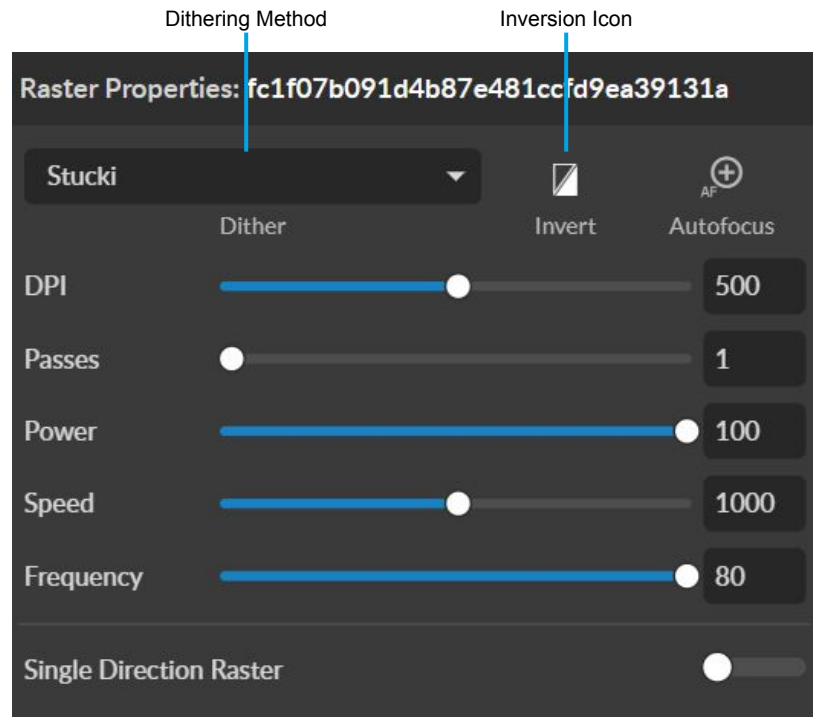 Dithering Method Inversion Icon
Raster Properties: fc1f07b091d4b87e481ccfd9ea39131a
Stucki
AF
Dither Invert Autofocus
DPI 500
Passes 1
Power 100
Speed 1000
Frequency 80
Single Direction Raster